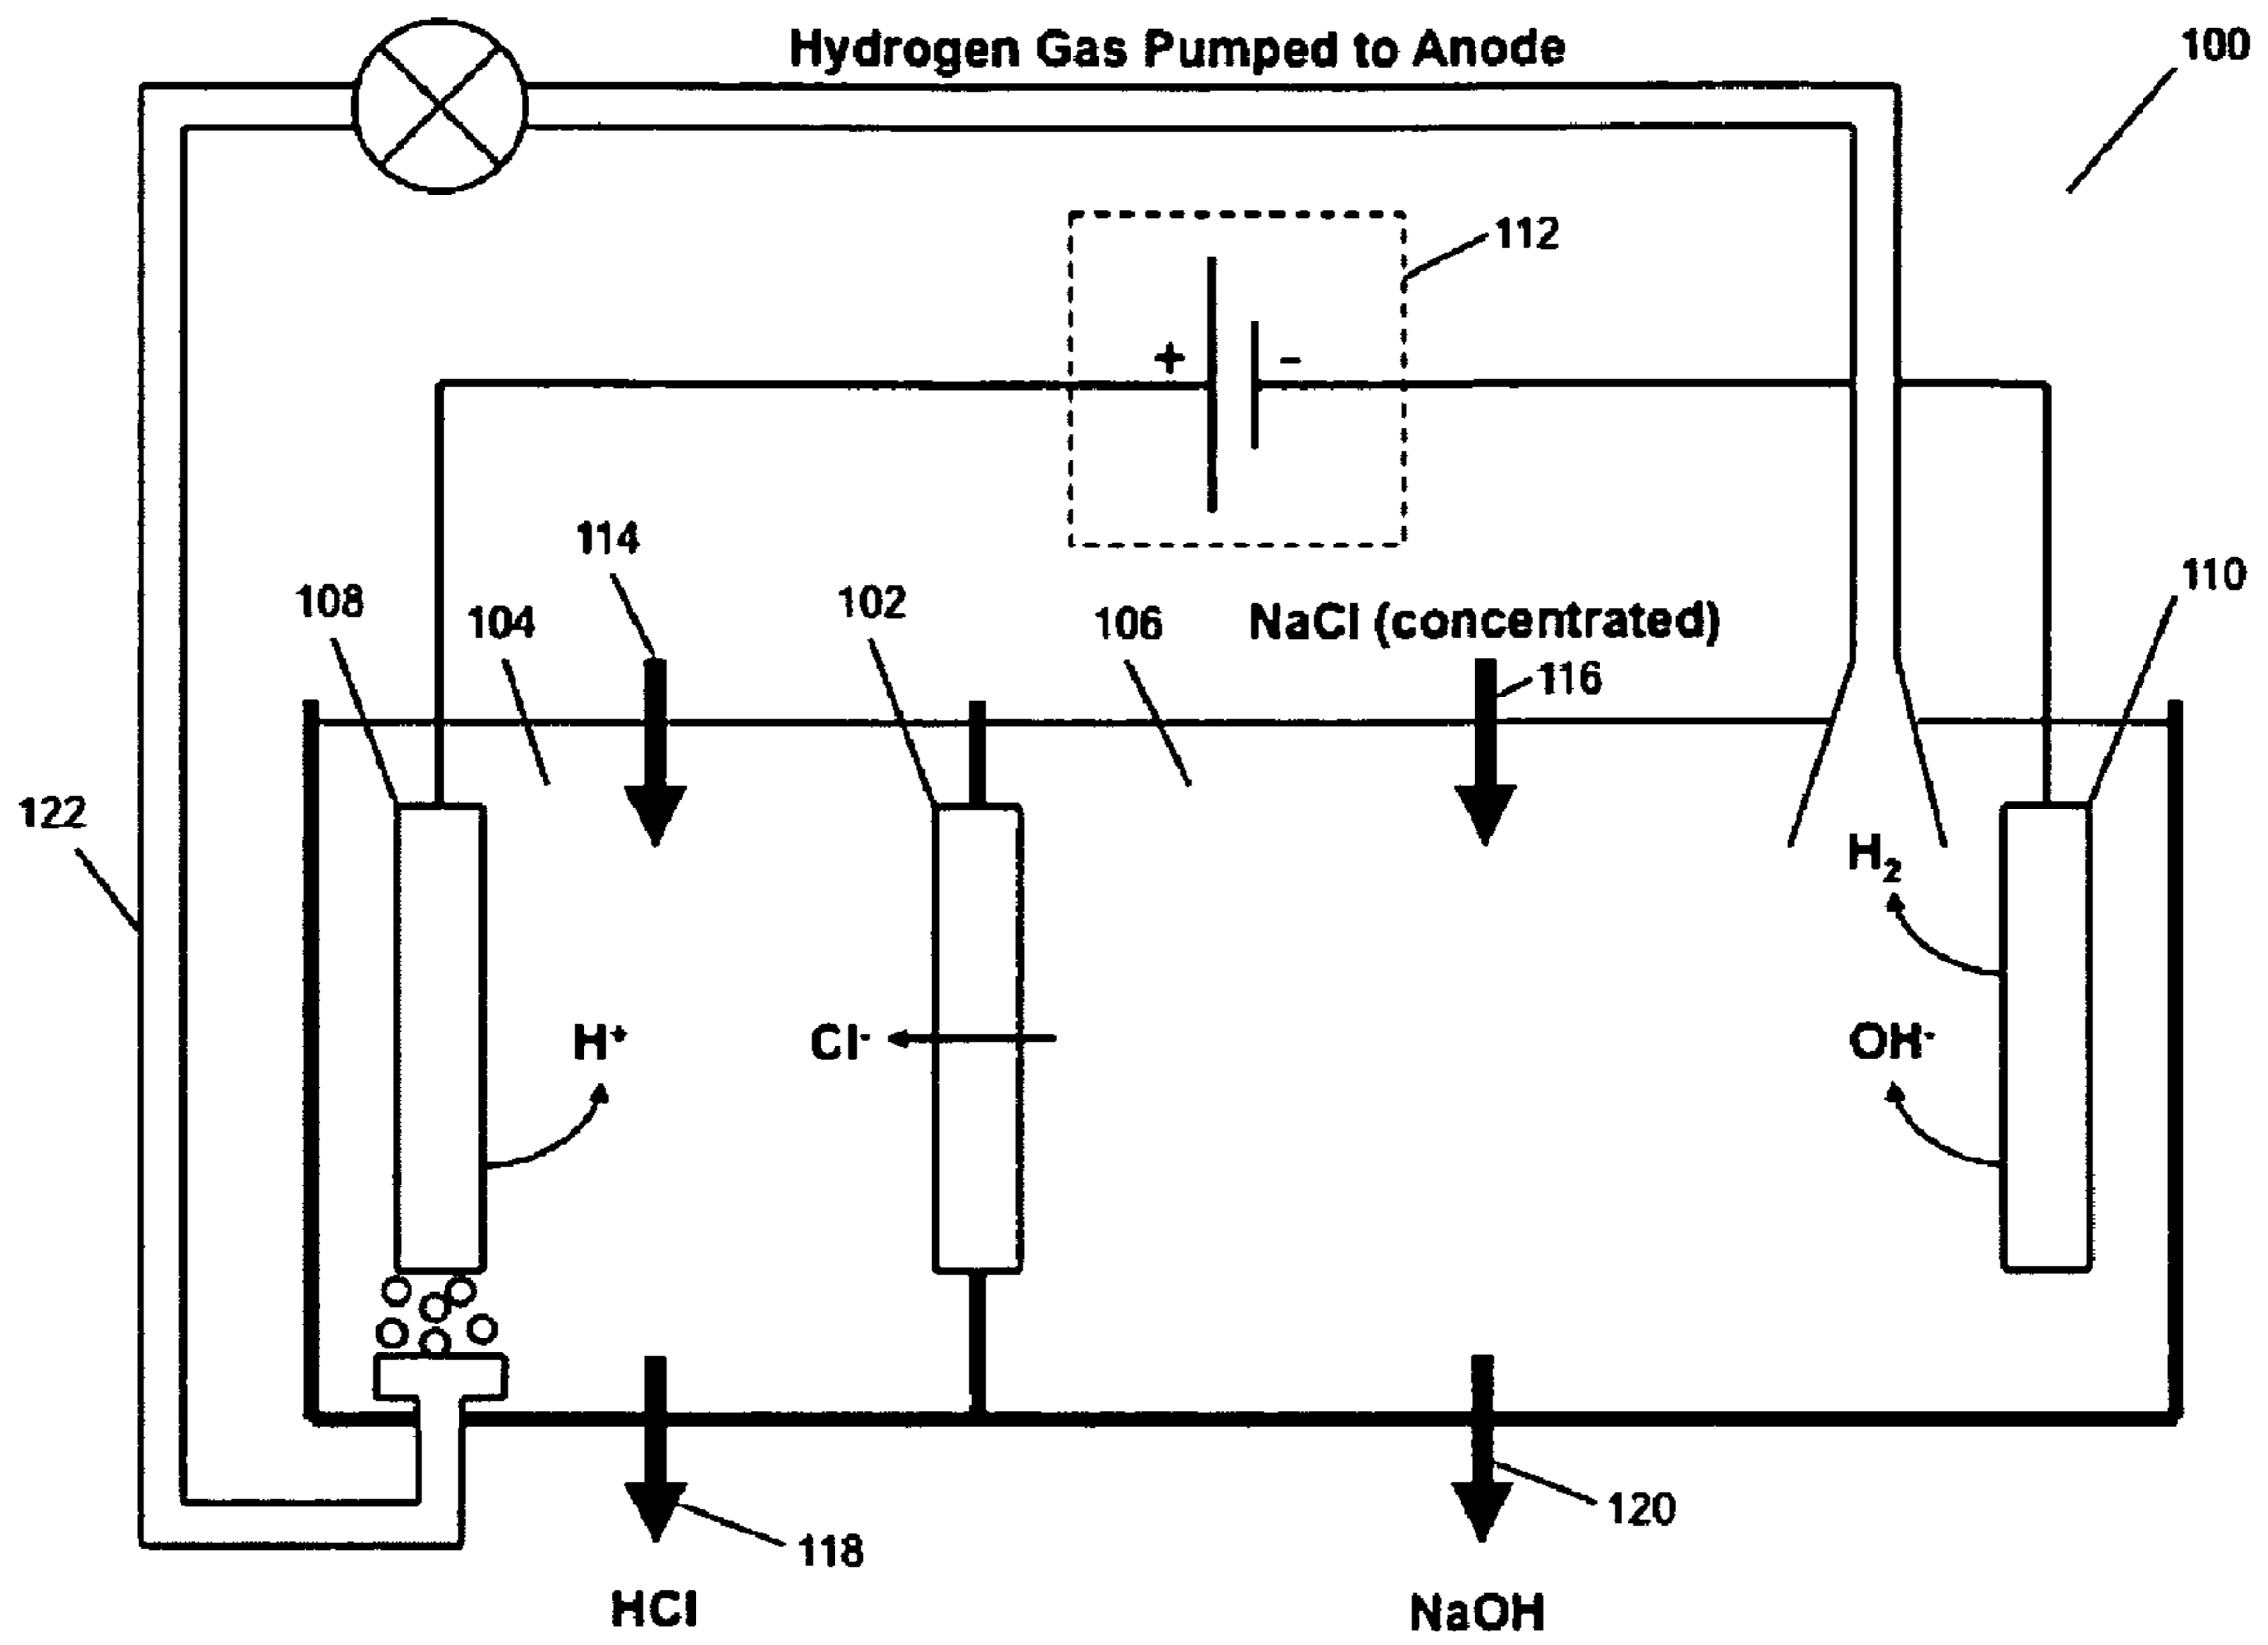 Hydrogen Gas Pumped to Anode
100
112
+ -
114
110
108
104
102
106
NaCl (concentrated)
116
122
H₂
H⁺
Cl⁻
OH⁻
118
120
HCl
NaOH